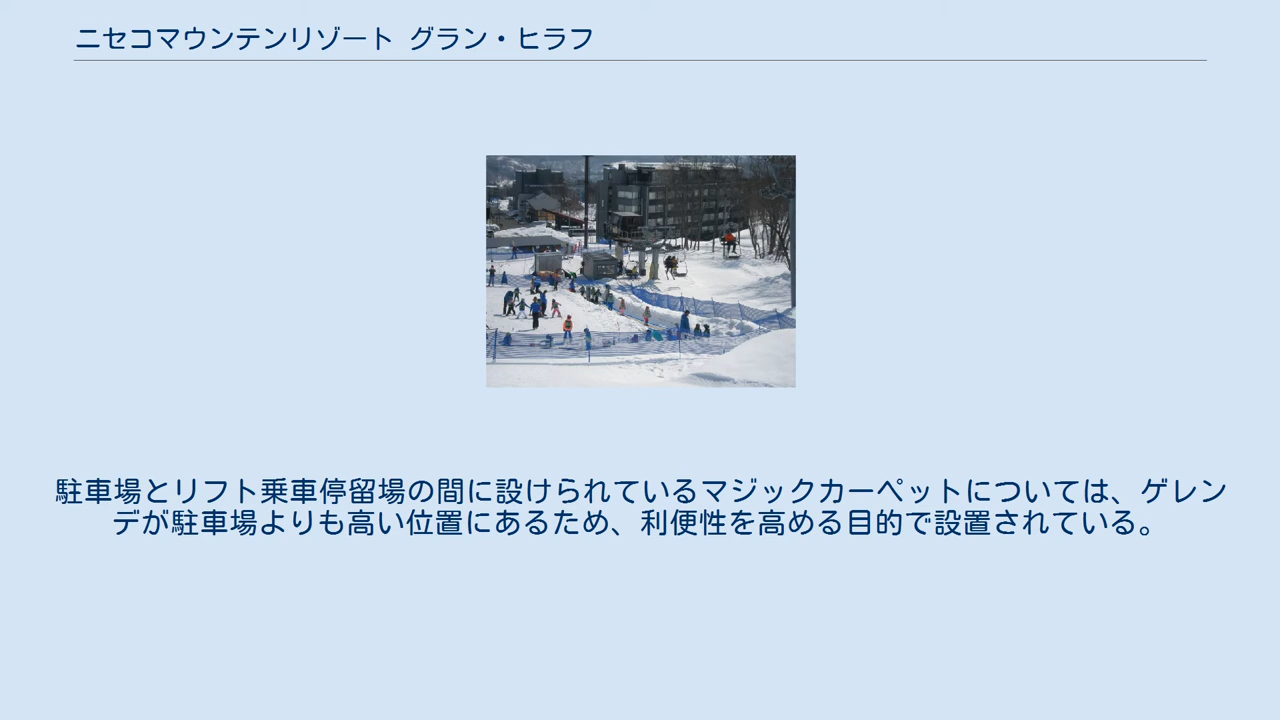 ニセコマウンテンリゾート グラン・ヒラフ
駐車場とリフト乗車停留場の間に設けられているマジックカーペットについては、ゲレン
デが駐車場よりも高い位置にあるため、利便性を高める目的で設置されている。